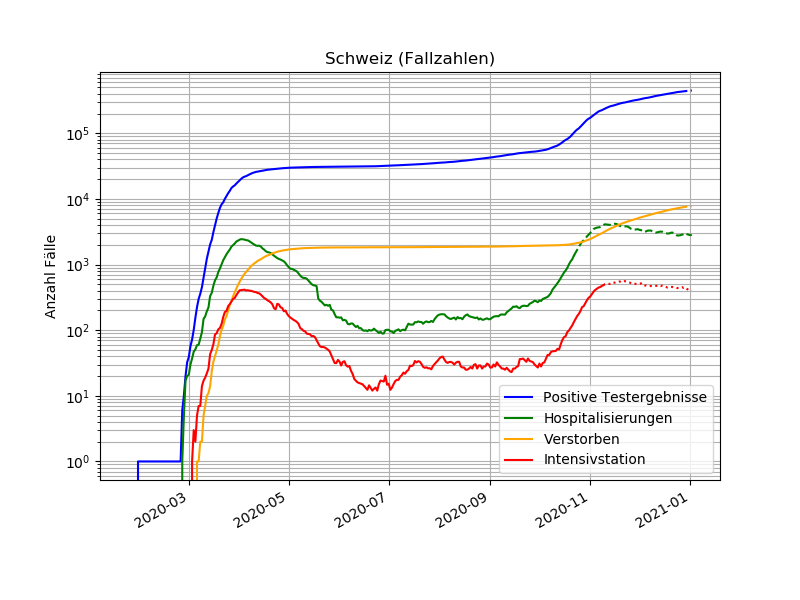 Schweiz (Fallzahlen)
Anzahl Fälle
10^5
10^4
10^3
10^2
10^1
10^0
2020-03
2020-05
2020-07
2020-09
2020-11
2021-01
Positive Testergebnisse
Hospitalisierungen
Verstorben
Intensivstation